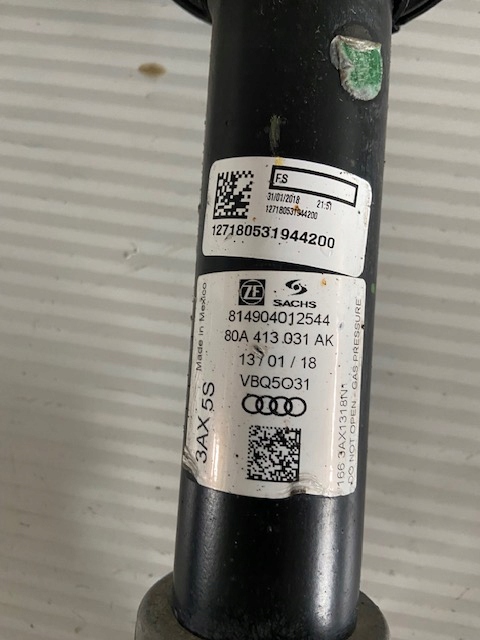 FS
31/01/2018 21:51
127180531944200
127180531944200
ZF SACHS
814904012544
80A 413 031 AK
13/01/18
VBQ5O31
Made in Mexico
3AX 5S
166 3AX1318N
DO NOT OPEN - GAS PRESSURE